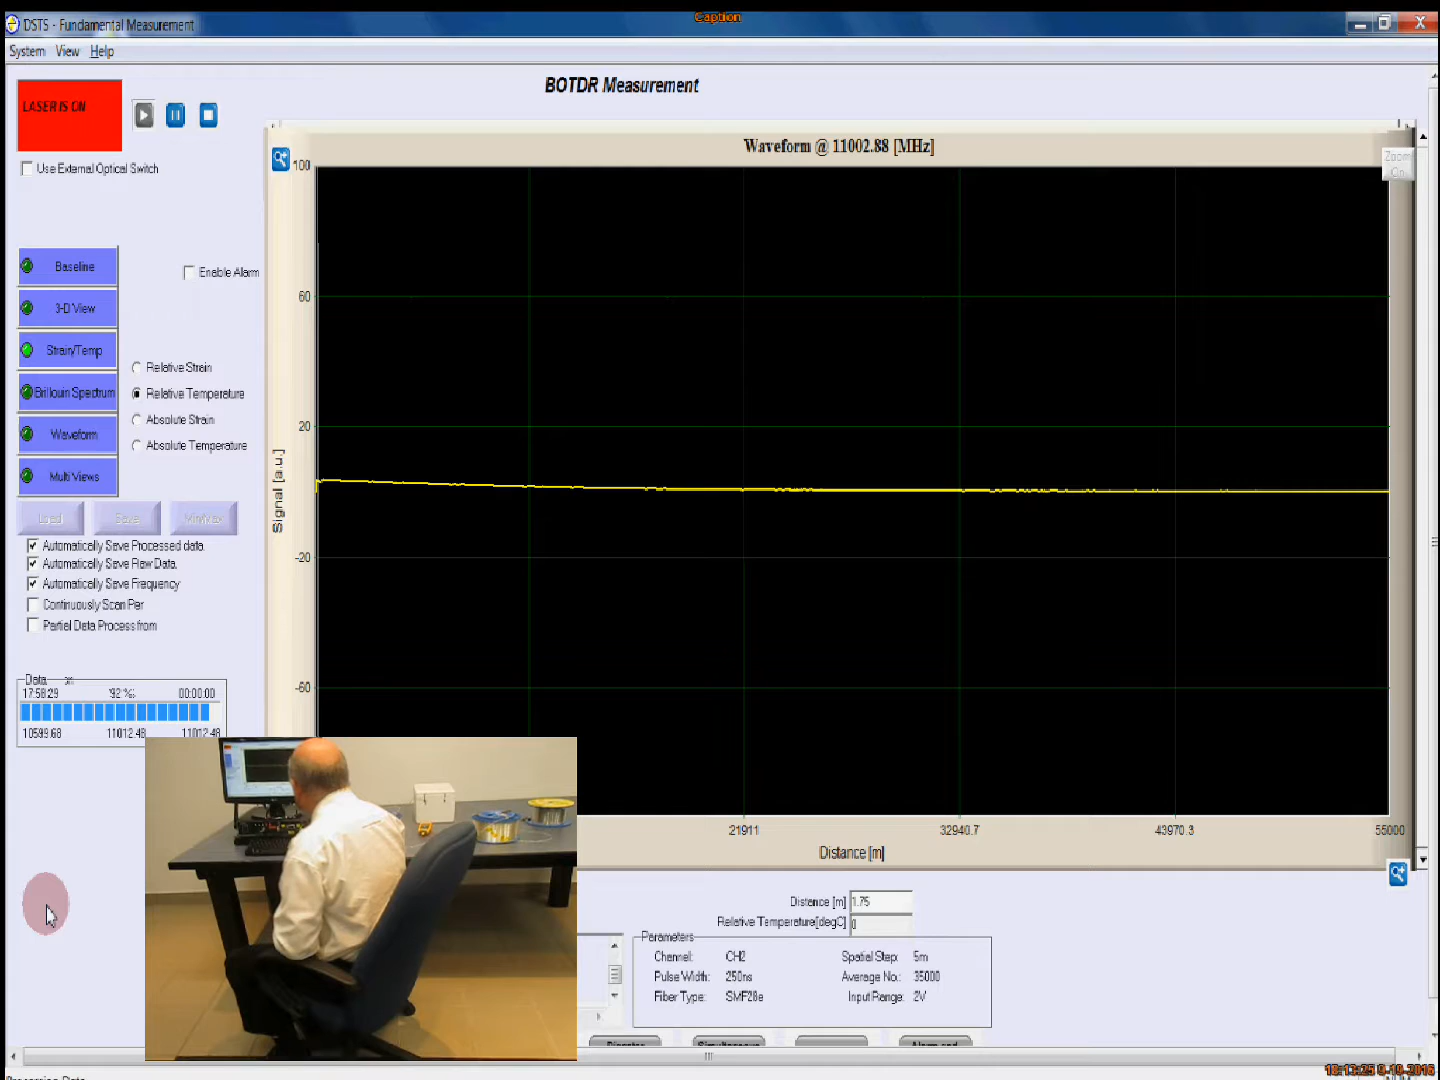 Caption
DSTS - Fundamental Measurement
System View Help
BOTDR Measurement
LASER IS ON
Use External Optical Switch
Waveform @ 11002.88 [MHz]
Zoom
On
100
60
20
-20
-60
Signal [a.u.]
Baseline
Enable Alarm
3-D View
Strain/Temp
Relative Strain
Brillouin Spectrum
Relative Temperature
Absolute Strain
Waveform
Absolute Temperature
Multi Views
Load Save
Automatically Save Processed data
Automatically Save Raw Data
Automatically Save Frequency
Continuously Scan Per
Partial Data Process from
Data
17:58:29 92 % 00:00:00
10599.68 11012.48 11012.48
21911 32940.7 43970.3 55000
Distance [m]
Distance [m] 1.75
Relative Temperature[degC] 0
Parameters
Channel: CH2 Spatial Step: 5m
Pulse Width: 250ns Average No.: 35000
Fiber Type: SMF28e Input Range: 2V